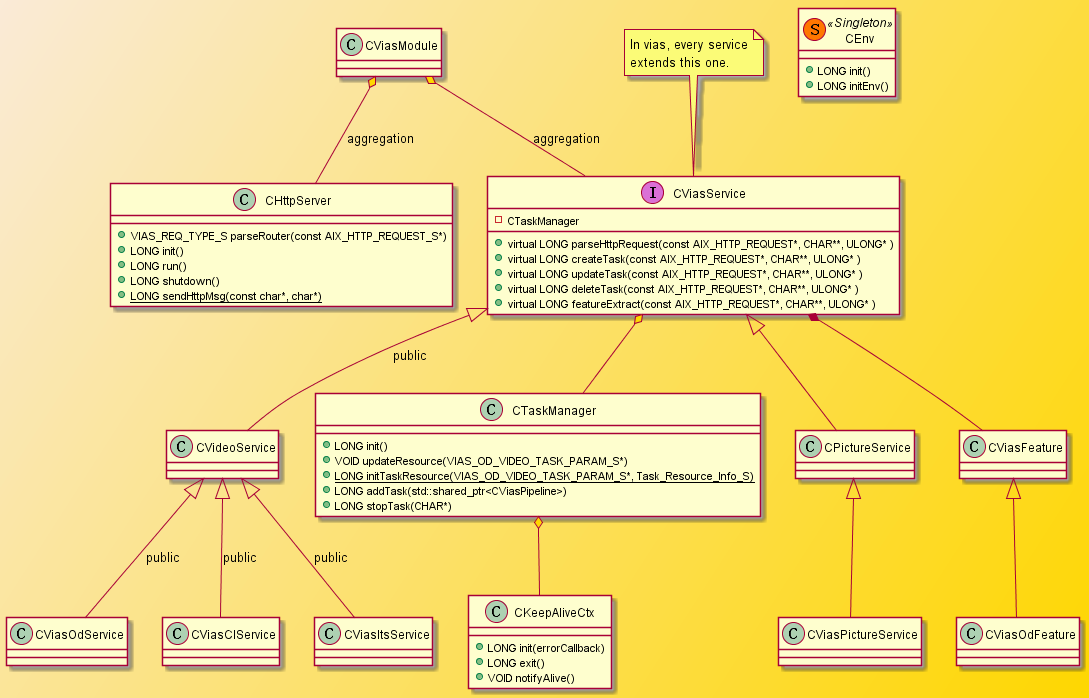 C CViasModule
In vias, every service
extends this one.
S «Singleton»
CEnv
LONG init()
LONG initEnv()
aggregation
aggregation
C CHttpServer
VIAS_REQ_TYPE_S parseRouter(const AIX_HTTP_REQUEST_S*)
LONG init()
LONG run()
LONG shutdown()
LONG sendHttpMsg(const char*, char*)
I CViasService
CTaskManager
virtual LONG parseHttpRequest(const AIX_HTTP_REQUEST*, CHAR**, ULONG* )
virtual LONG createTask(const AIX_HTTP_REQUEST*, CHAR**, ULONG* )
virtual LONG updateTask(const AIX_HTTP_REQUEST*, CHAR**, ULONG* )
virtual LONG deleteTask(const AIX_HTTP_REQUEST*, CHAR**, ULONG* )
virtual LONG featureExtract(const AIX_HTTP_REQUEST*, CHAR**, ULONG* )
public
C CVideoService
C CTaskManager
LONG init()
VOID updateResource(VIAS_OD_VIDEO_TASK_PARAM_S*)
LONG initTaskResource(VIAS_OD_VIDEO_TASK_PARAM_S*, Task_Resource_Info_S)
LONG addTask(std::shared_ptr<CViasPipeline>)
LONG stopTask(CHAR*)
C CPictureService
C CViasFeature
public
public
public
C CViasOdService
C CViasClService
C CViasItsService
C CKeepAliveCtx
LONG init(errorCallback)
LONG exit()
VOID notifyAlive()
C CViasPictureService
C CViasOdFeature